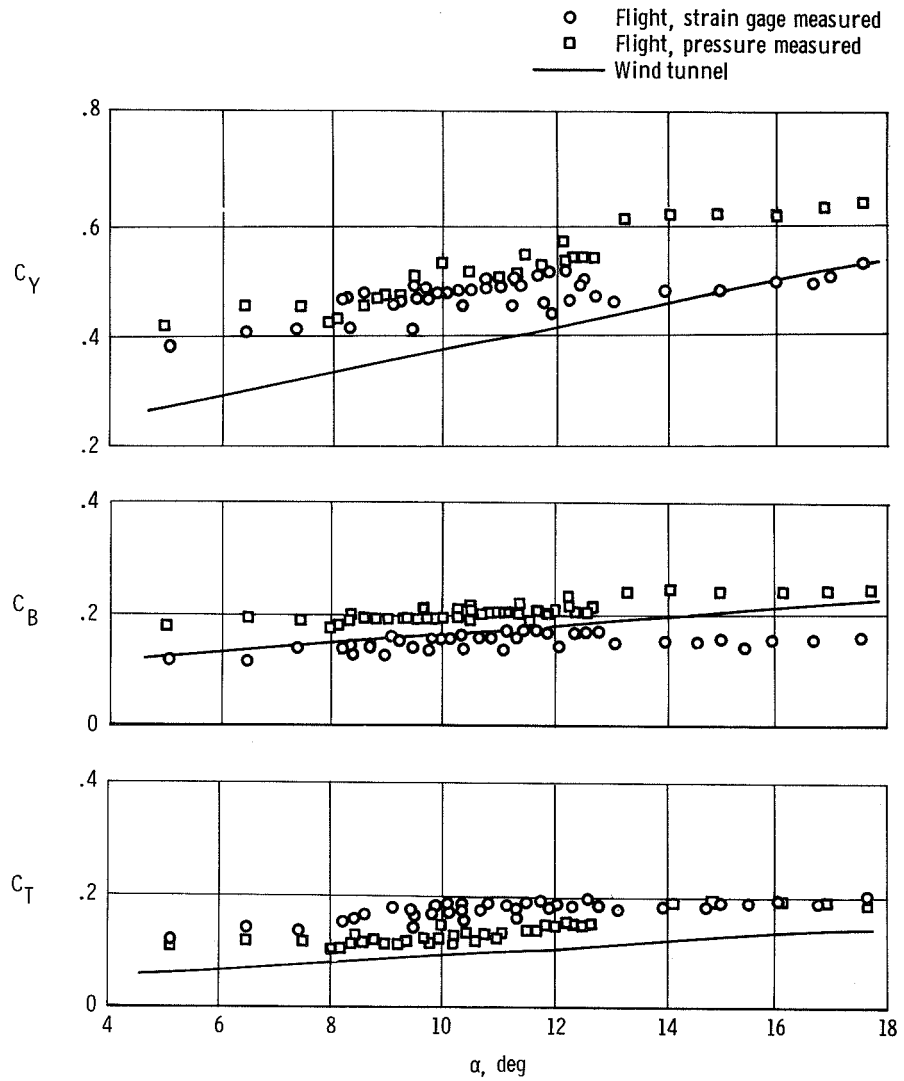 Flight, strain gage measured
Flight, pressure measured
Wind tunnel
.8
.6
C_Y
.4
.2
.4
C_B
.2
0
.4
C_T
.2
0
4 6 8 10 12 14 16 18
α, deg